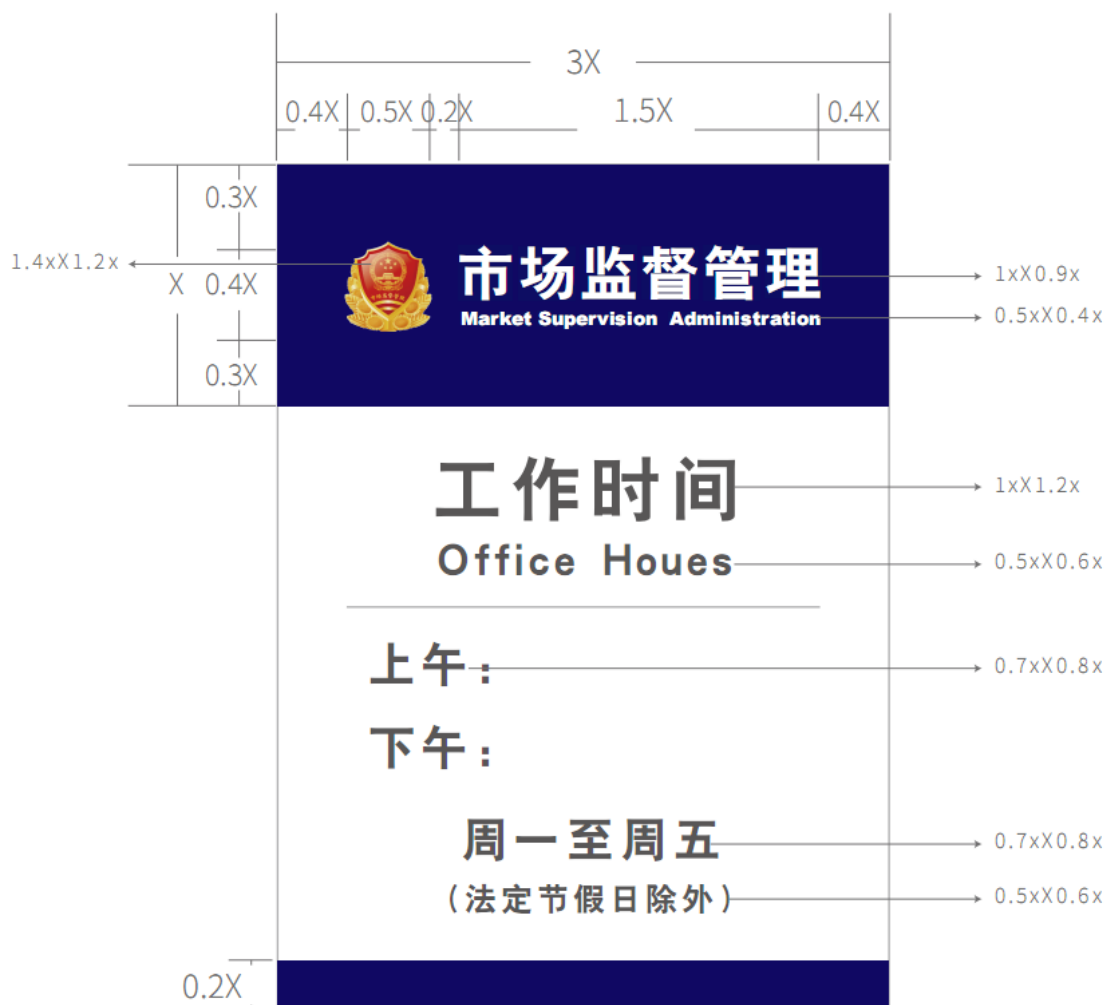 3X
0.4X 0.5X 0.2X 1.5X 0.4X
0.3X
1.4xX1.2x
X 0.4X
0.3X
市场监督管理
1xX0.9x
Market Supervision Administration
0.5xX0.4x
工作时间
1xX1.2x
Office Houes
0.5xX0.6x
上午：
0.7xX0.8x
下午：
周一至周五
0.7xX0.8x
（法定节假日除外）
0.5xX0.6x
0.2X